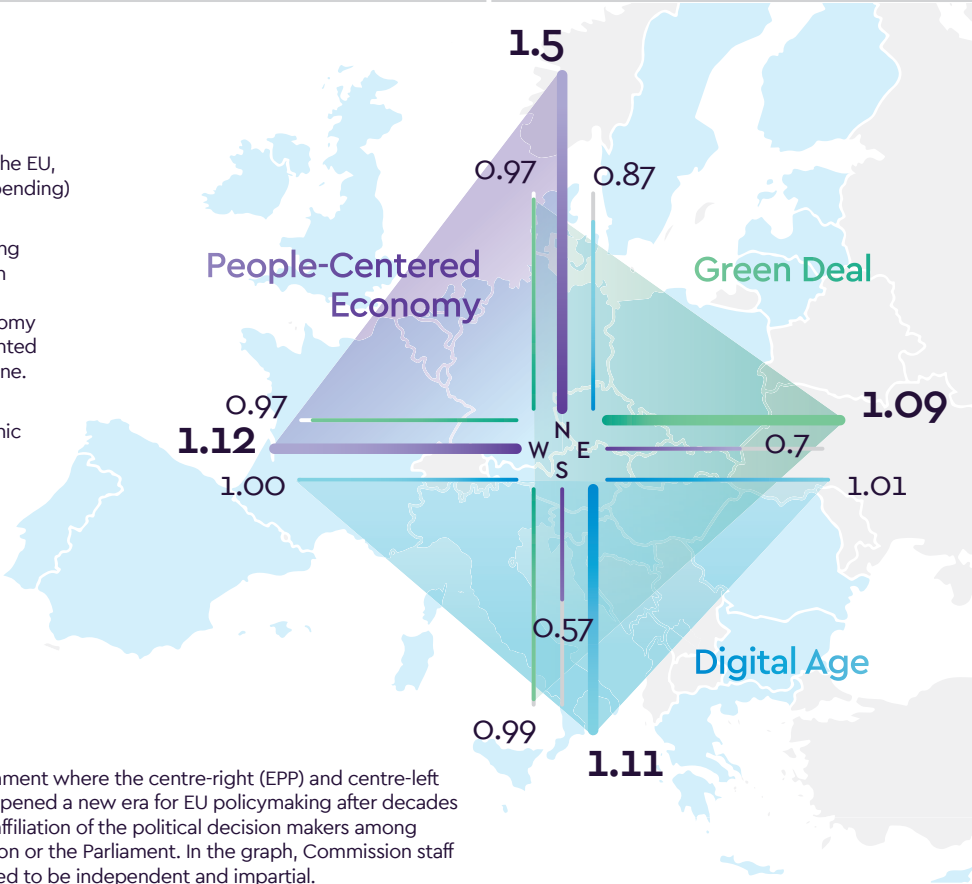 1.5
he EU,
pending)
0.97
0.87
ng
n
People-Centered
Economy
Green Deal
omy
nted
ne.
0.97
1.09
nic
1.12
N
W E
S
0.7
1.00
1.01
0.57
Digital Age
0.99
1.11
ament where the centre-right (EPP) and centre-left
pened a new era for EU policymaking after decades
affiliation of the political decision makers among
on or the Parliament. In the graph, Commission staff
ed to be independent and impartial.